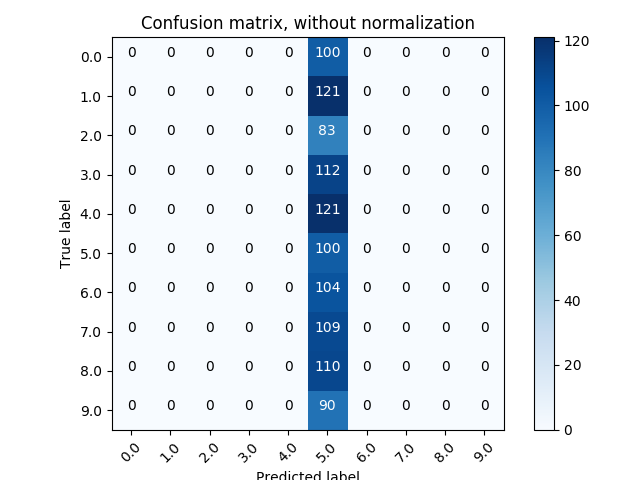 Confusion matrix, without normalization
0.0 0 0 0 0 0 100 0 0 0 0
1.0 0 0 0 0 0 121 0 0 0 0
2.0 0 0 0 0 0 83 0 0 0 0
3.0 0 0 0 0 0 112 0 0 0 0
4.0 0 0 0 0 0 121 0 0 0 0
5.0 0 0 0 0 0 100 0 0 0 0
6.0 0 0 0 0 0 104 0 0 0 0
7.0 0 0 0 0 0 109 0 0 0 0
8.0 0 0 0 0 0 110 0 0 0 0
9.0 0 0 0 0 0 90 0 0 0 0
True label
0.0 1.0 2.0 3.0 4.0 5.0 6.0 7.0 8.0 9.0
Predicted label
120
100
80
60
40
20
0